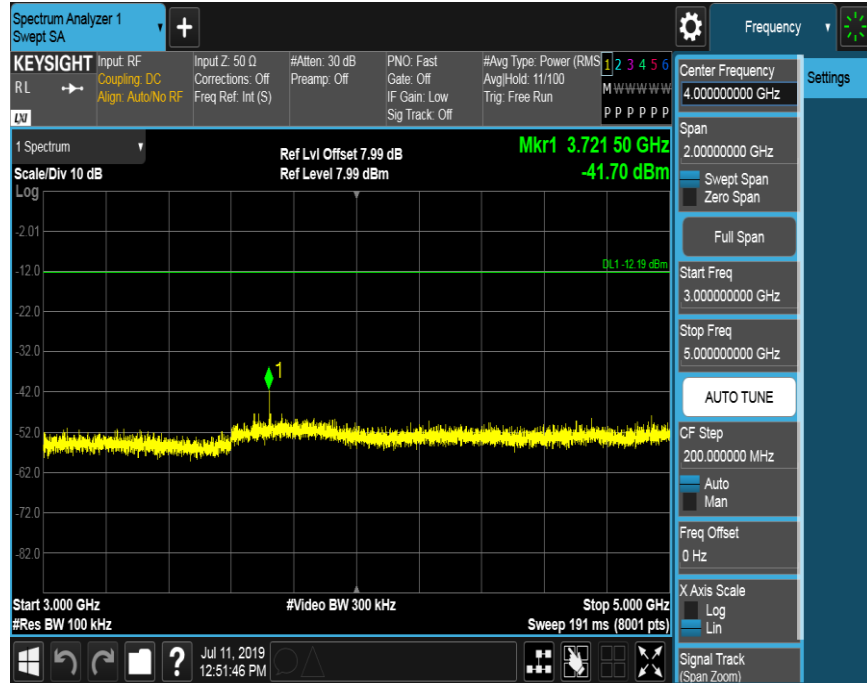 Spectrum Analyzer 1
Swept SA
+
Frequency
KEYSIGHT
RL
LXI
Input: RF
Coupling: DC
Align: Auto/No RF
Input Z: 50 Ω
Corrections: Off
Freq Ref: Int (S)
#Atten: 30 dB
Preamp: Off
PNO: Fast
Gate: Off
IF Gain: Low
Sig Track: Off
#Avg Type: Power (RMS
Avg|Hold: 11/100
Trig: Free Run
1 2 3 4 5 6
M W W W W W
P P P P P P
1 Spectrum
Scale/Div 10 dB
Log
Ref Lvl Offset 7.99 dB
Ref Level 7.99 dBm
Mkr1 3.721 50 GHz
-41.70 dBm
-2.01
-12.0
-22.0
-32.0
-42.0
-52.0
-62.0
-72.0
-82.0
DL1 -12.19 dBm
1
Start 3.000 GHz
#Res BW 100 kHz
#Video BW 300 kHz
Stop 5.000 GHz
Sweep 191 ms (8001 pts)
?
Jul 11, 2019
12:51:46 PM
Center Frequency
4.000000000 GHz
Settings
Span
2.00000000 GHz
Swept Span
Zero Span
Full Span
Start Freq
3.000000000 GHz
Stop Freq
5.000000000 GHz
AUTO TUNE
CF Step
200.000000 MHz
Auto
Man
Freq Offset
0 Hz
X Axis Scale
Log
Lin
Signal Track
(Span Zoom)